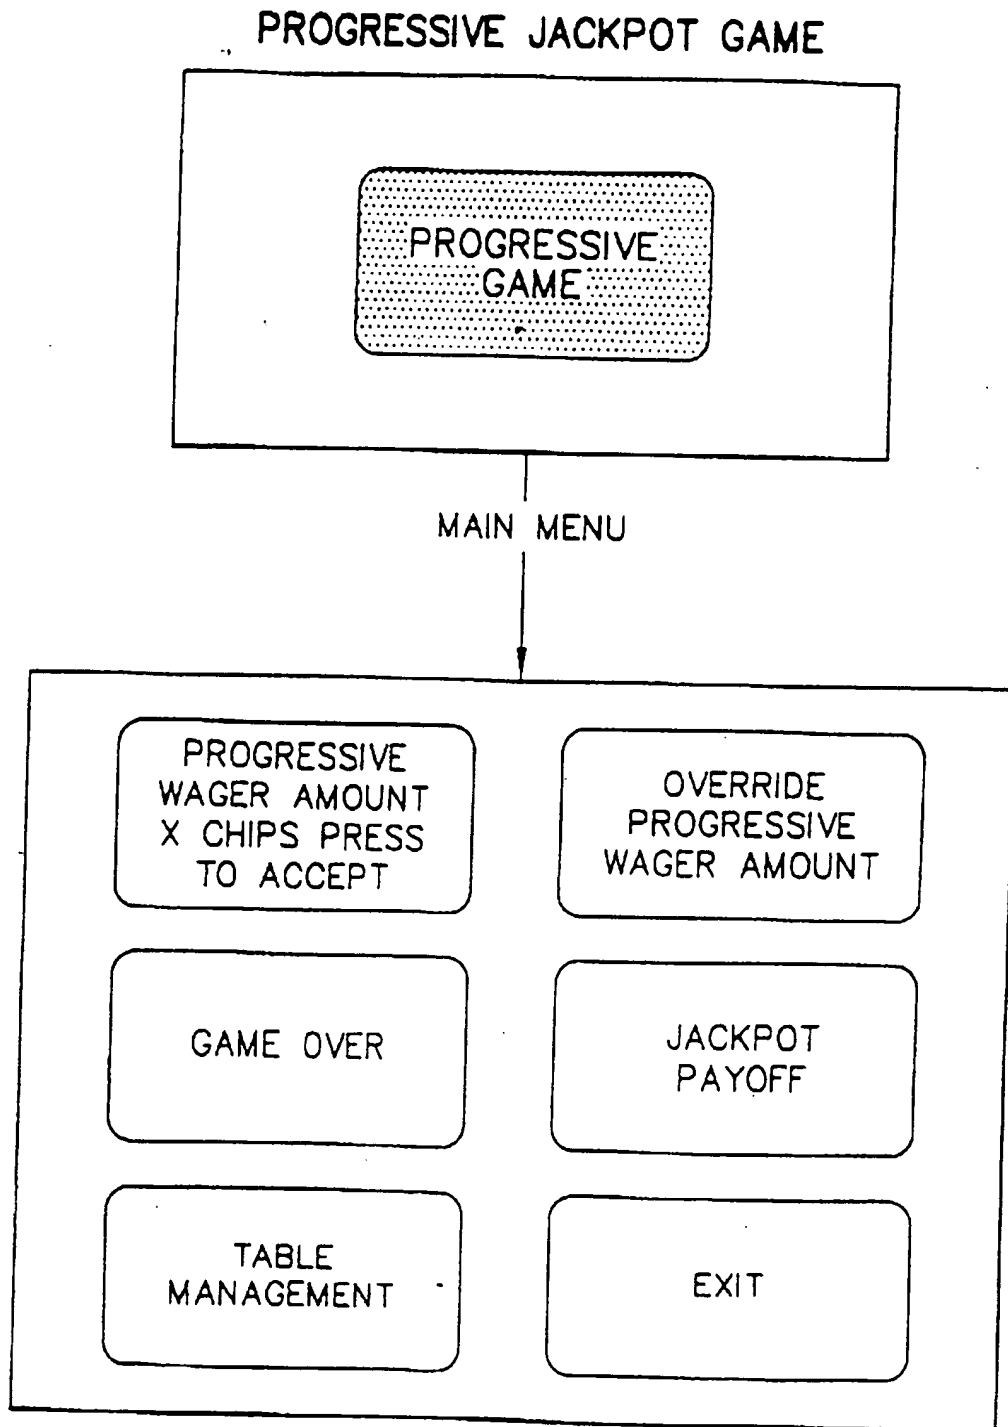 PROGRESSIVE JACKPOT GAME
PROGRESSIVE
GAME
MAIN MENU
PROGRESSIVE
WAGER AMOUNT
X CHIPS PRESS
TO ACCEPT
OVERRIDE
PROGRESSIVE
WAGER AMOUNT
GAME OVER
JACKPOT
PAYOFF
TABLE
MANAGEMENT
EXIT